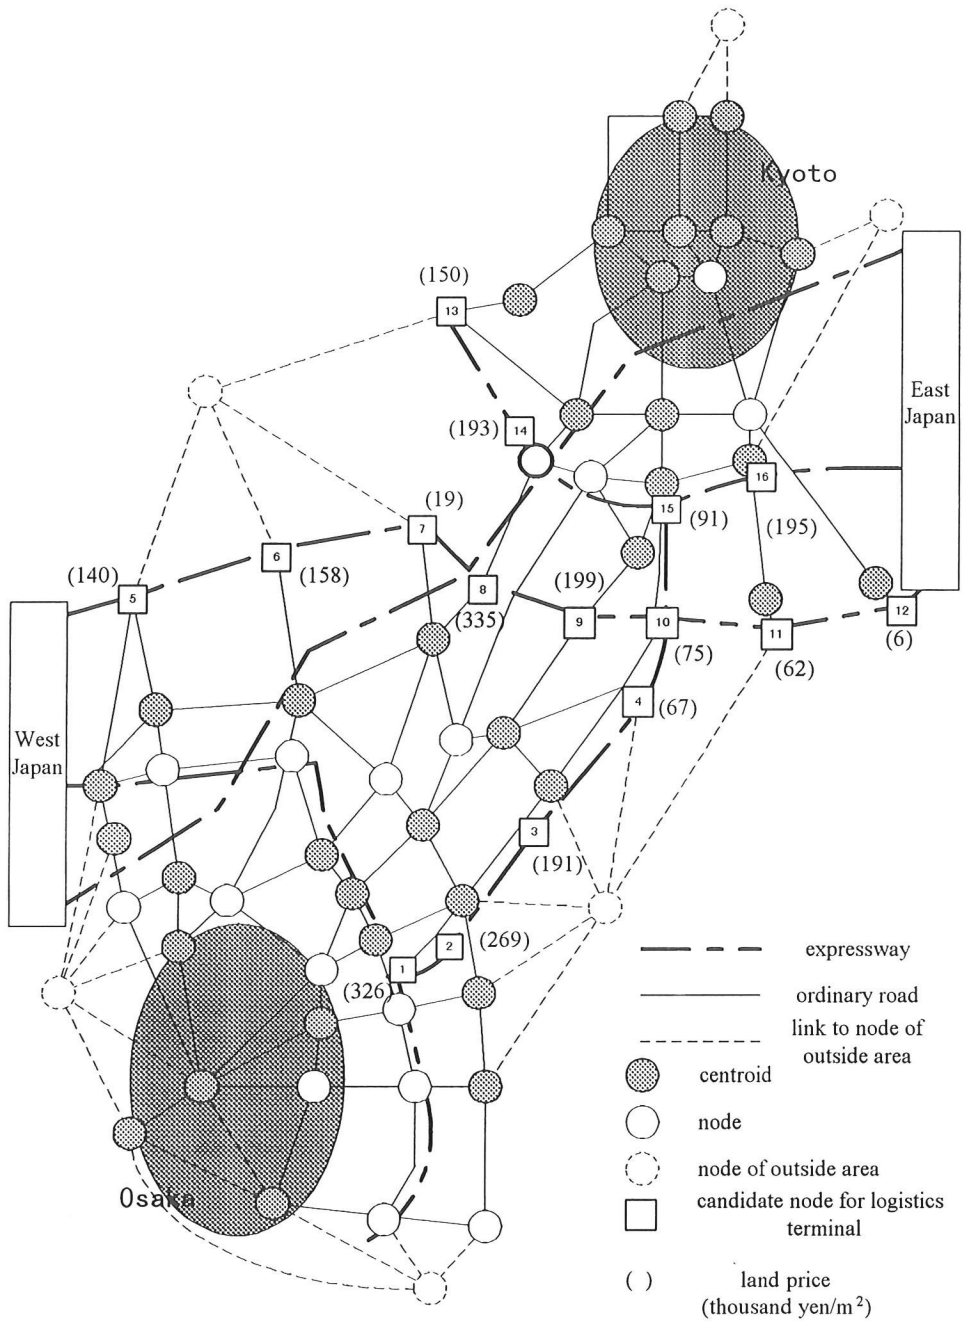 Kyoto
(150)
13
East
Japan
(193)
14
16
(19)
7
15
(91)
(195)
6
(140)
(158)
5
8
(199)
(335)
9
10
11
12
(6)
(75)
(62)
4
(67)
West
Japan
3
(191)
2
(269)
1
(326)
expressway
ordinary road
link to node of
outside area
centroid
node
node of outside area
Osaka
candidate node for logistics
terminal
( )
land price
(thousand yen/m²)